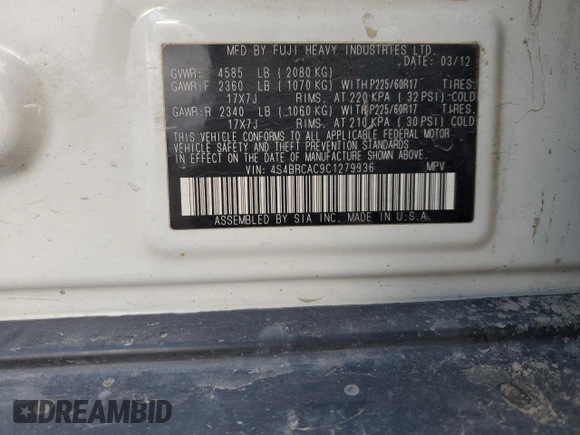 MFD BY FUJI HEAVY INDUSTRIES LTD.
DATE: 03/12
GVWR: 4585 LB (2080 KG)
GAWR:F 2360 LB (1070 KG) WITH P225/60R17 TIRES.
17X7J RIMS. AT 220 KPA (32 PSI) COLD
GAWR:R 2340 LB (1060 KG) WITH P225/60R17 TIRES.
17X7J RIMS. AT 210 KPA (30 PSI) COLD
THIS VEHICLE CONFORMS TO ALL APPLICABLE FEDERAL MOTOR
VEHICLE SAFETY AND THEFT PREVENTION STANDARDS IN
EFFECT ON THE DATE OF MANUFACTURE SHOWN ABOVE.
VIN: 4S4BRCAC9C1279936 MPV
ASSEMBLED BY SIA INC. MADE IN U.S.A.
DREAMBID